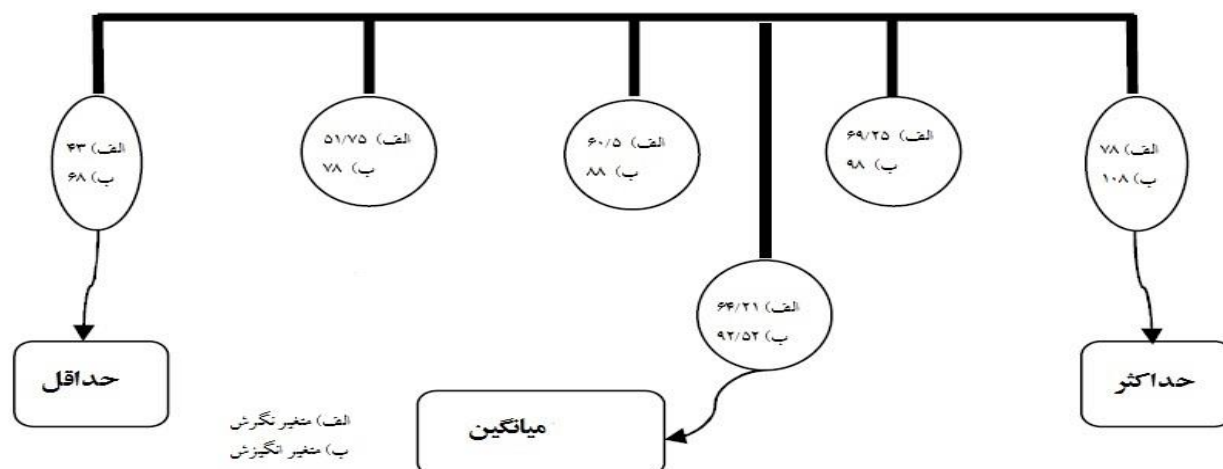 الف) ۷۸
ب) ۱۰۸
الف) ۶۹/۲۵
ب) ۹۸
الف) ۶۰/۵
ب) ۸۸
الف) ۵۱/۷۵
ب) ۷۸
الف) ۴۳
ب) ۶۸
الف) ۶۴/۲۱
ب) ۹۲/۵۲
حداکثر
میانگین
حداقل
الف) متغیر نگرش
ب) متغیر انگیزش